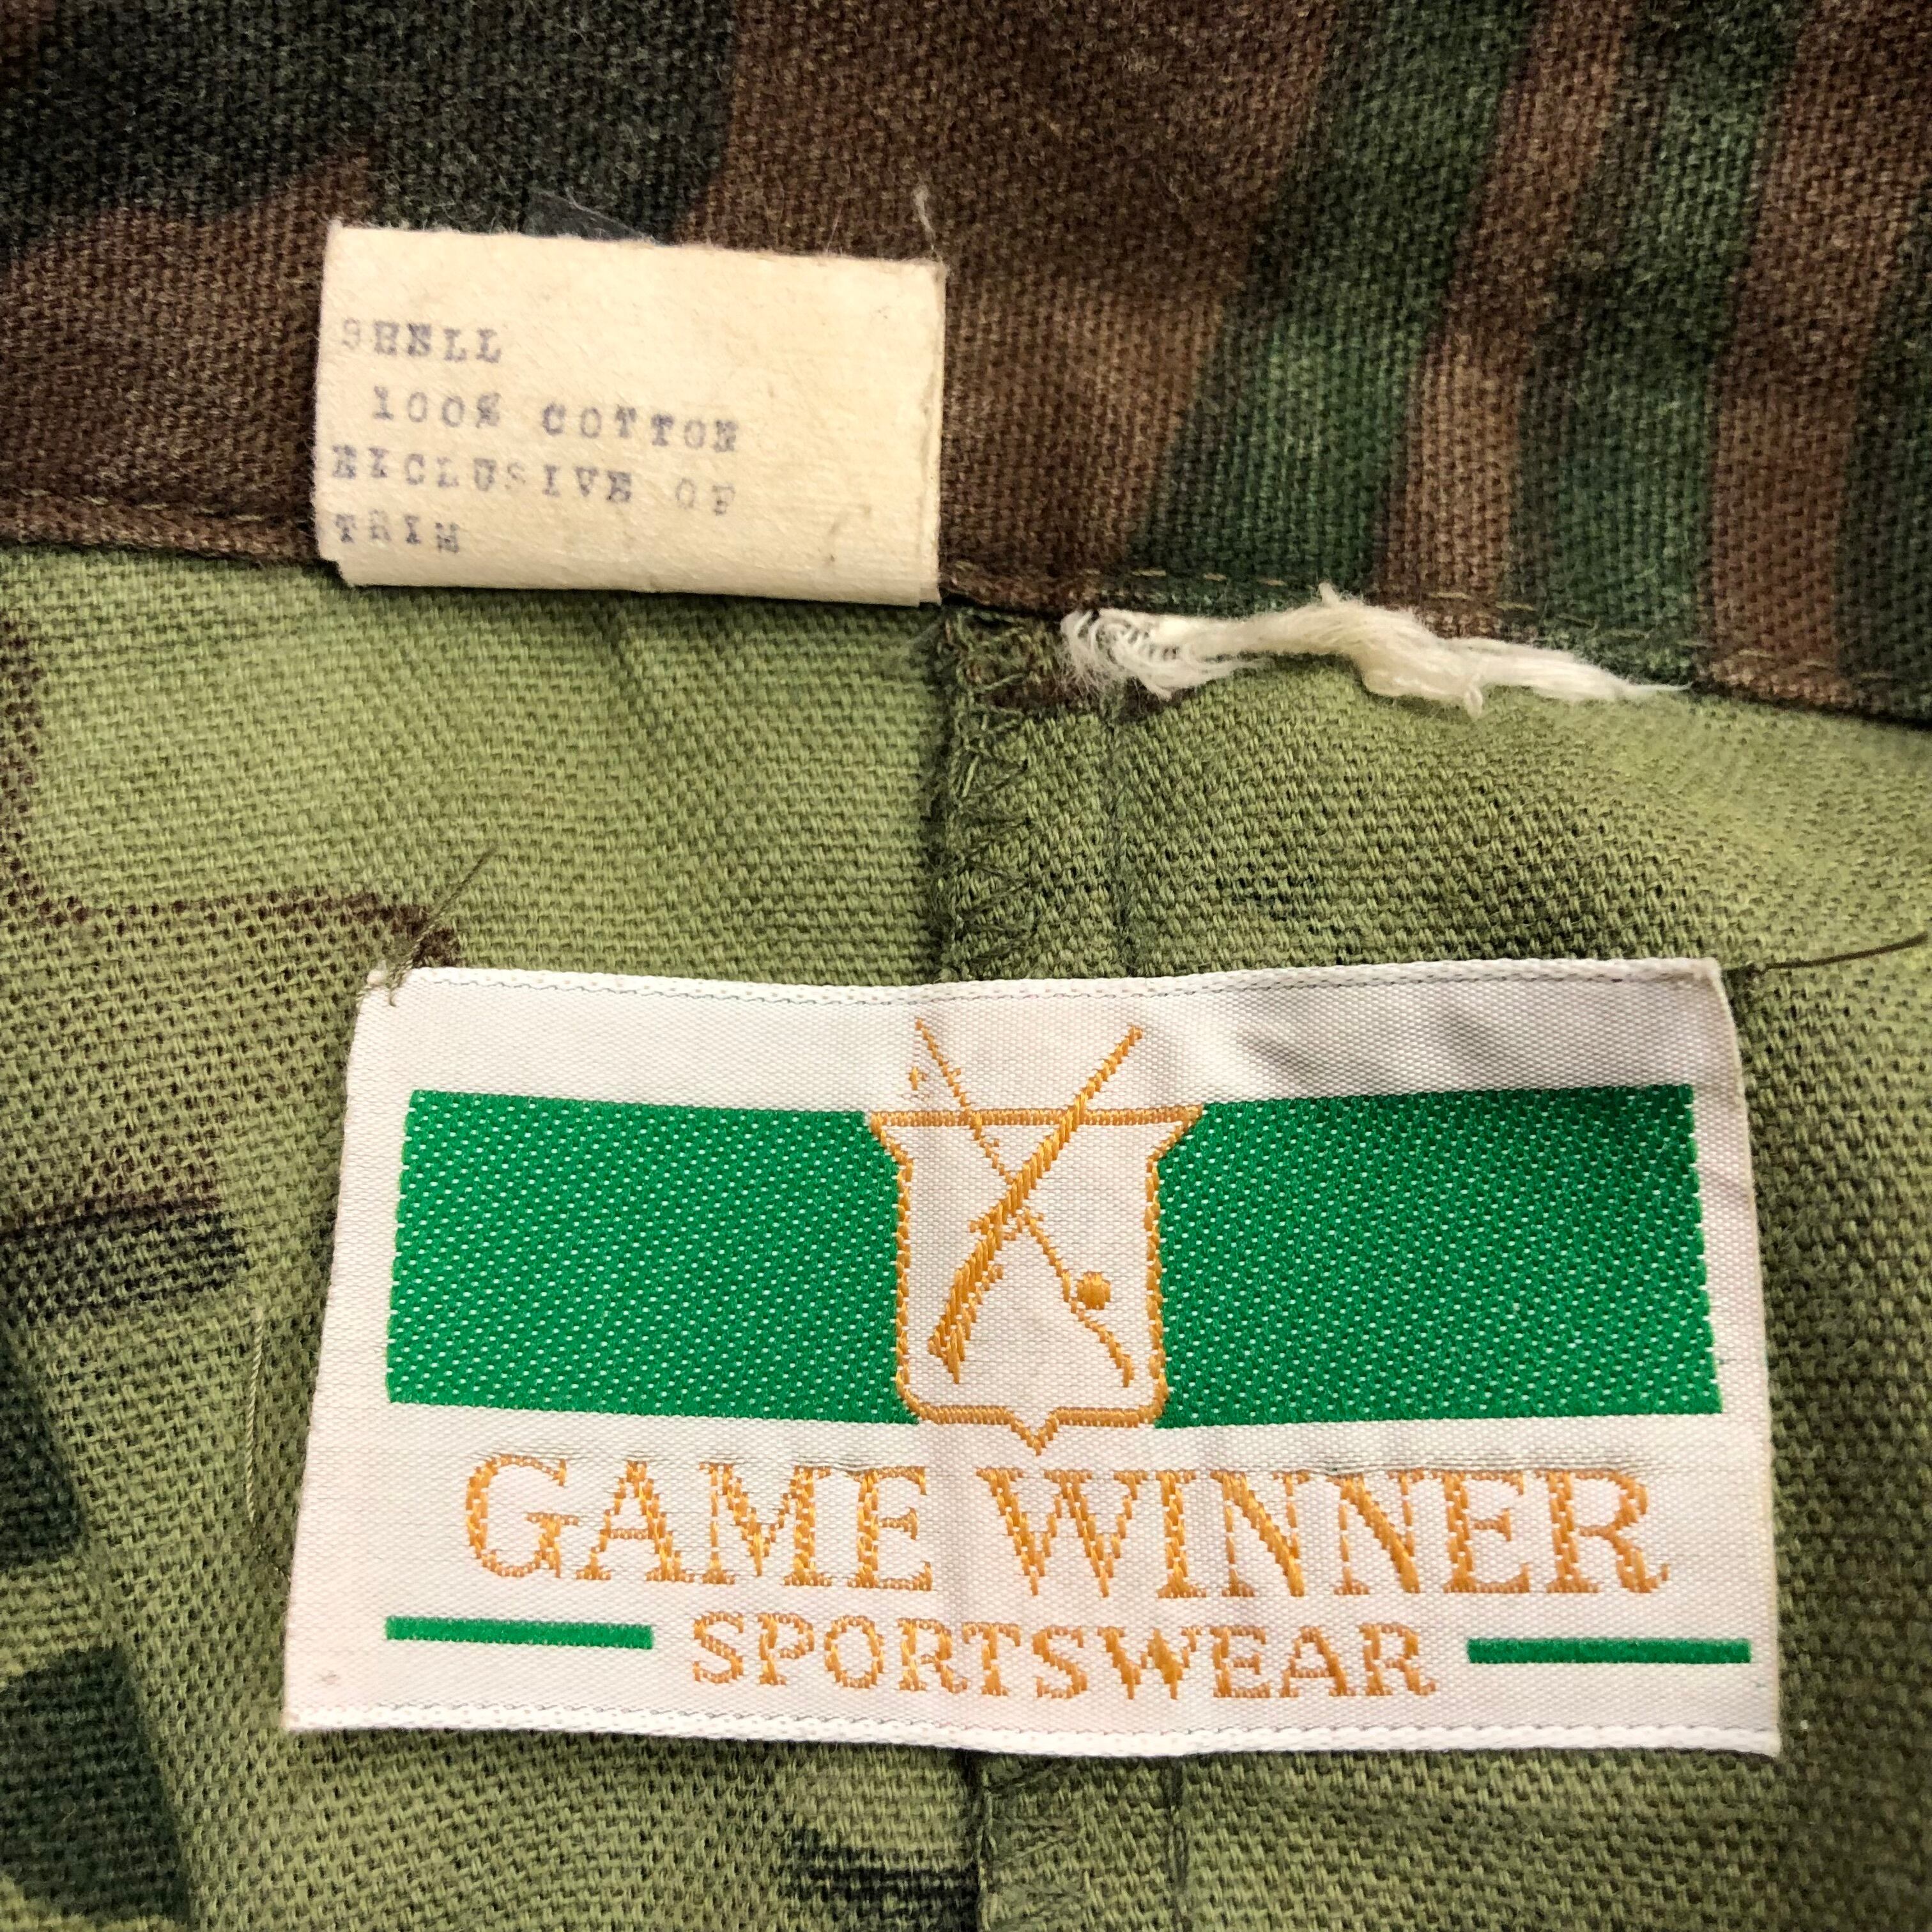 SHELL
100% COTTON
EXCLUSIVE OF
TRIM
GAME WINNER
SPORTSWEAR